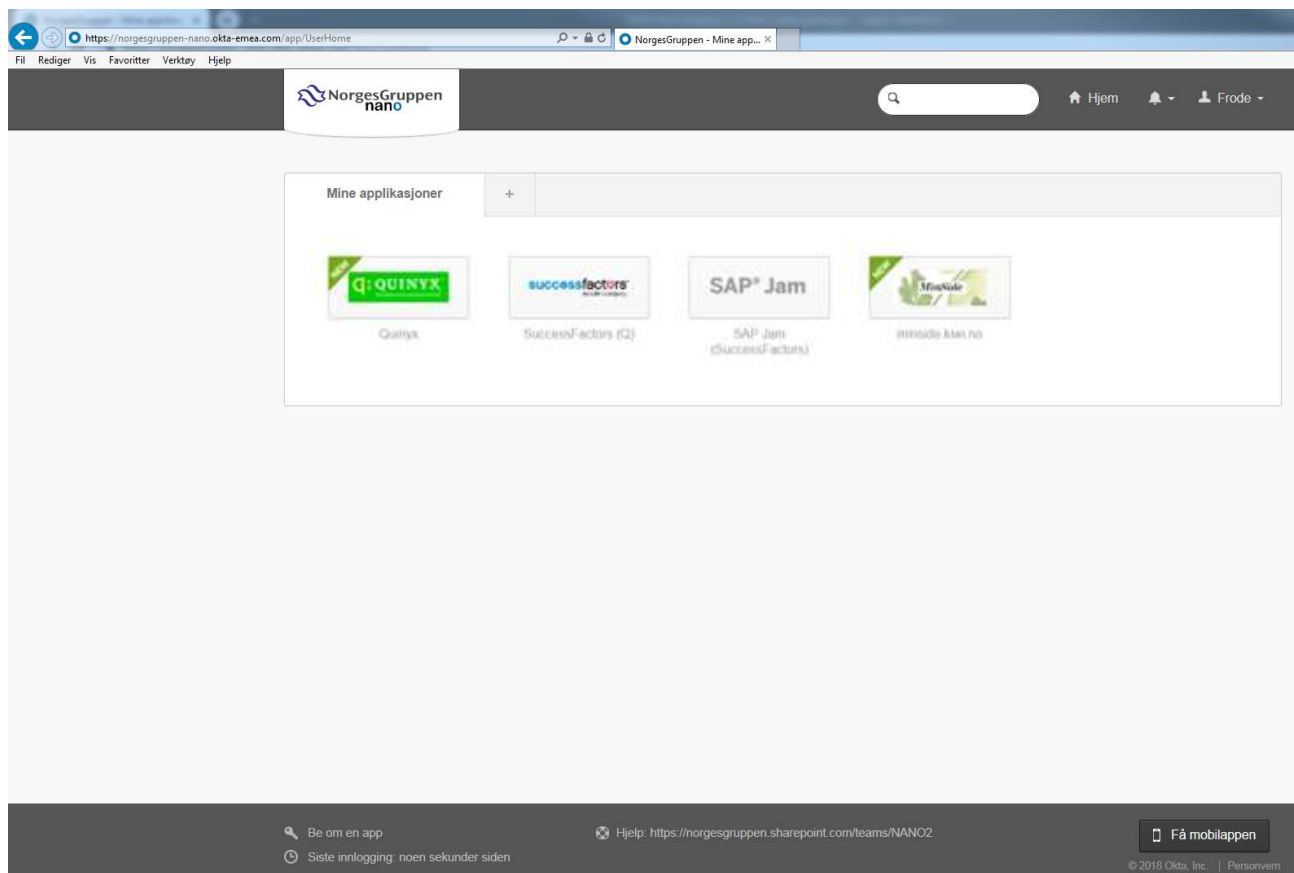 https://norgesgruppen-nano.okta-emea.com/app/UserHome
NorgesGruppen - Mine app...
Fil Rediger Vis Favoritter Verktøy Hjelp
NorgesGruppen
nano
Hjem
Frode
Mine applikasjoner
+
NEW
q: QUINYX
successfactors
SAP® Jam
NEW
MinSide
Quinyx
SuccessFactors (Q)
SAP Jam
(SuccessFactors)
minside.kiwi.no
Be om en app
Hjelp: https://norgesgruppen.sharepoint.com/teams/NANO2
Få mobilappen
Siste innlogging: noen sekunder siden
© 2018 Okta, Inc. | Personvern